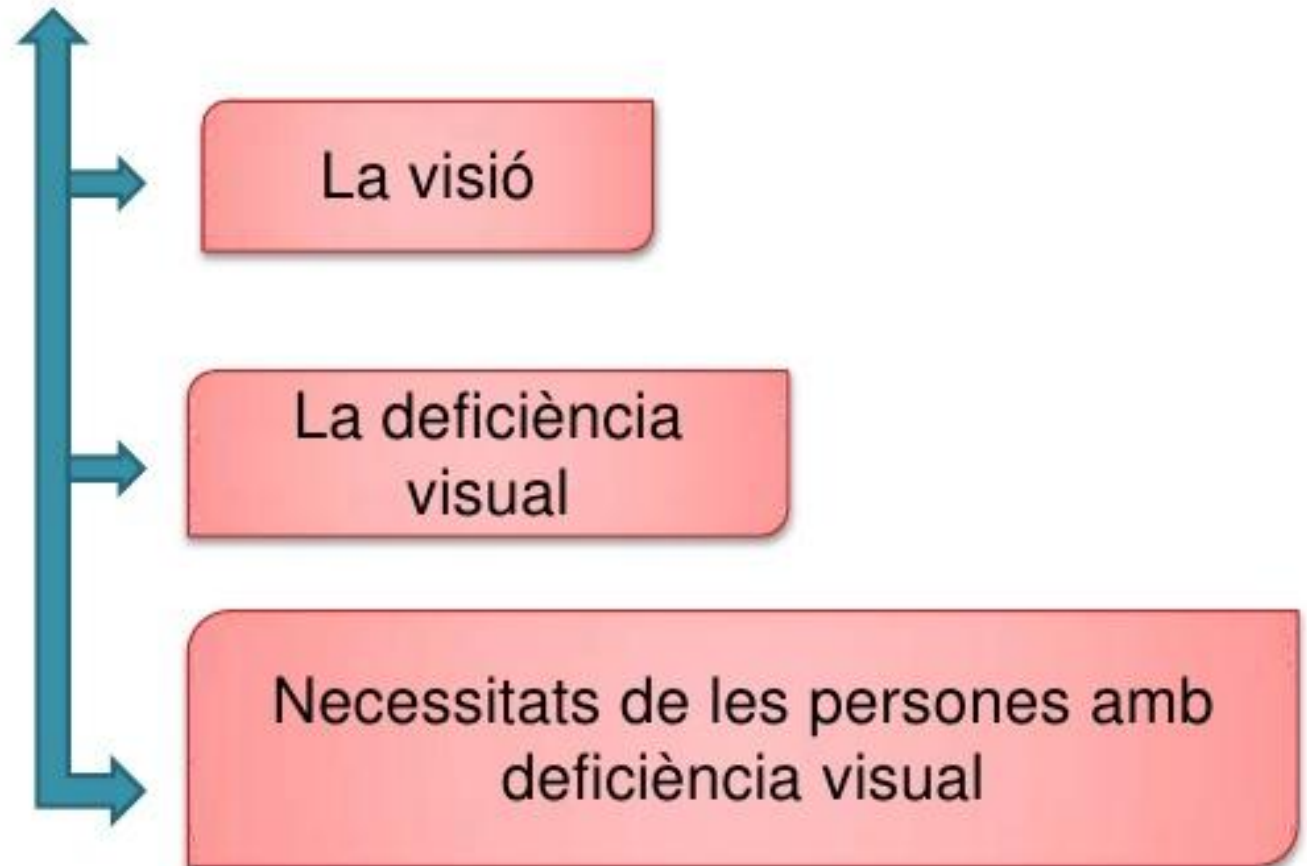 La visió
La deficiència
visual
Necessitats de les persones amb
deficiència visual